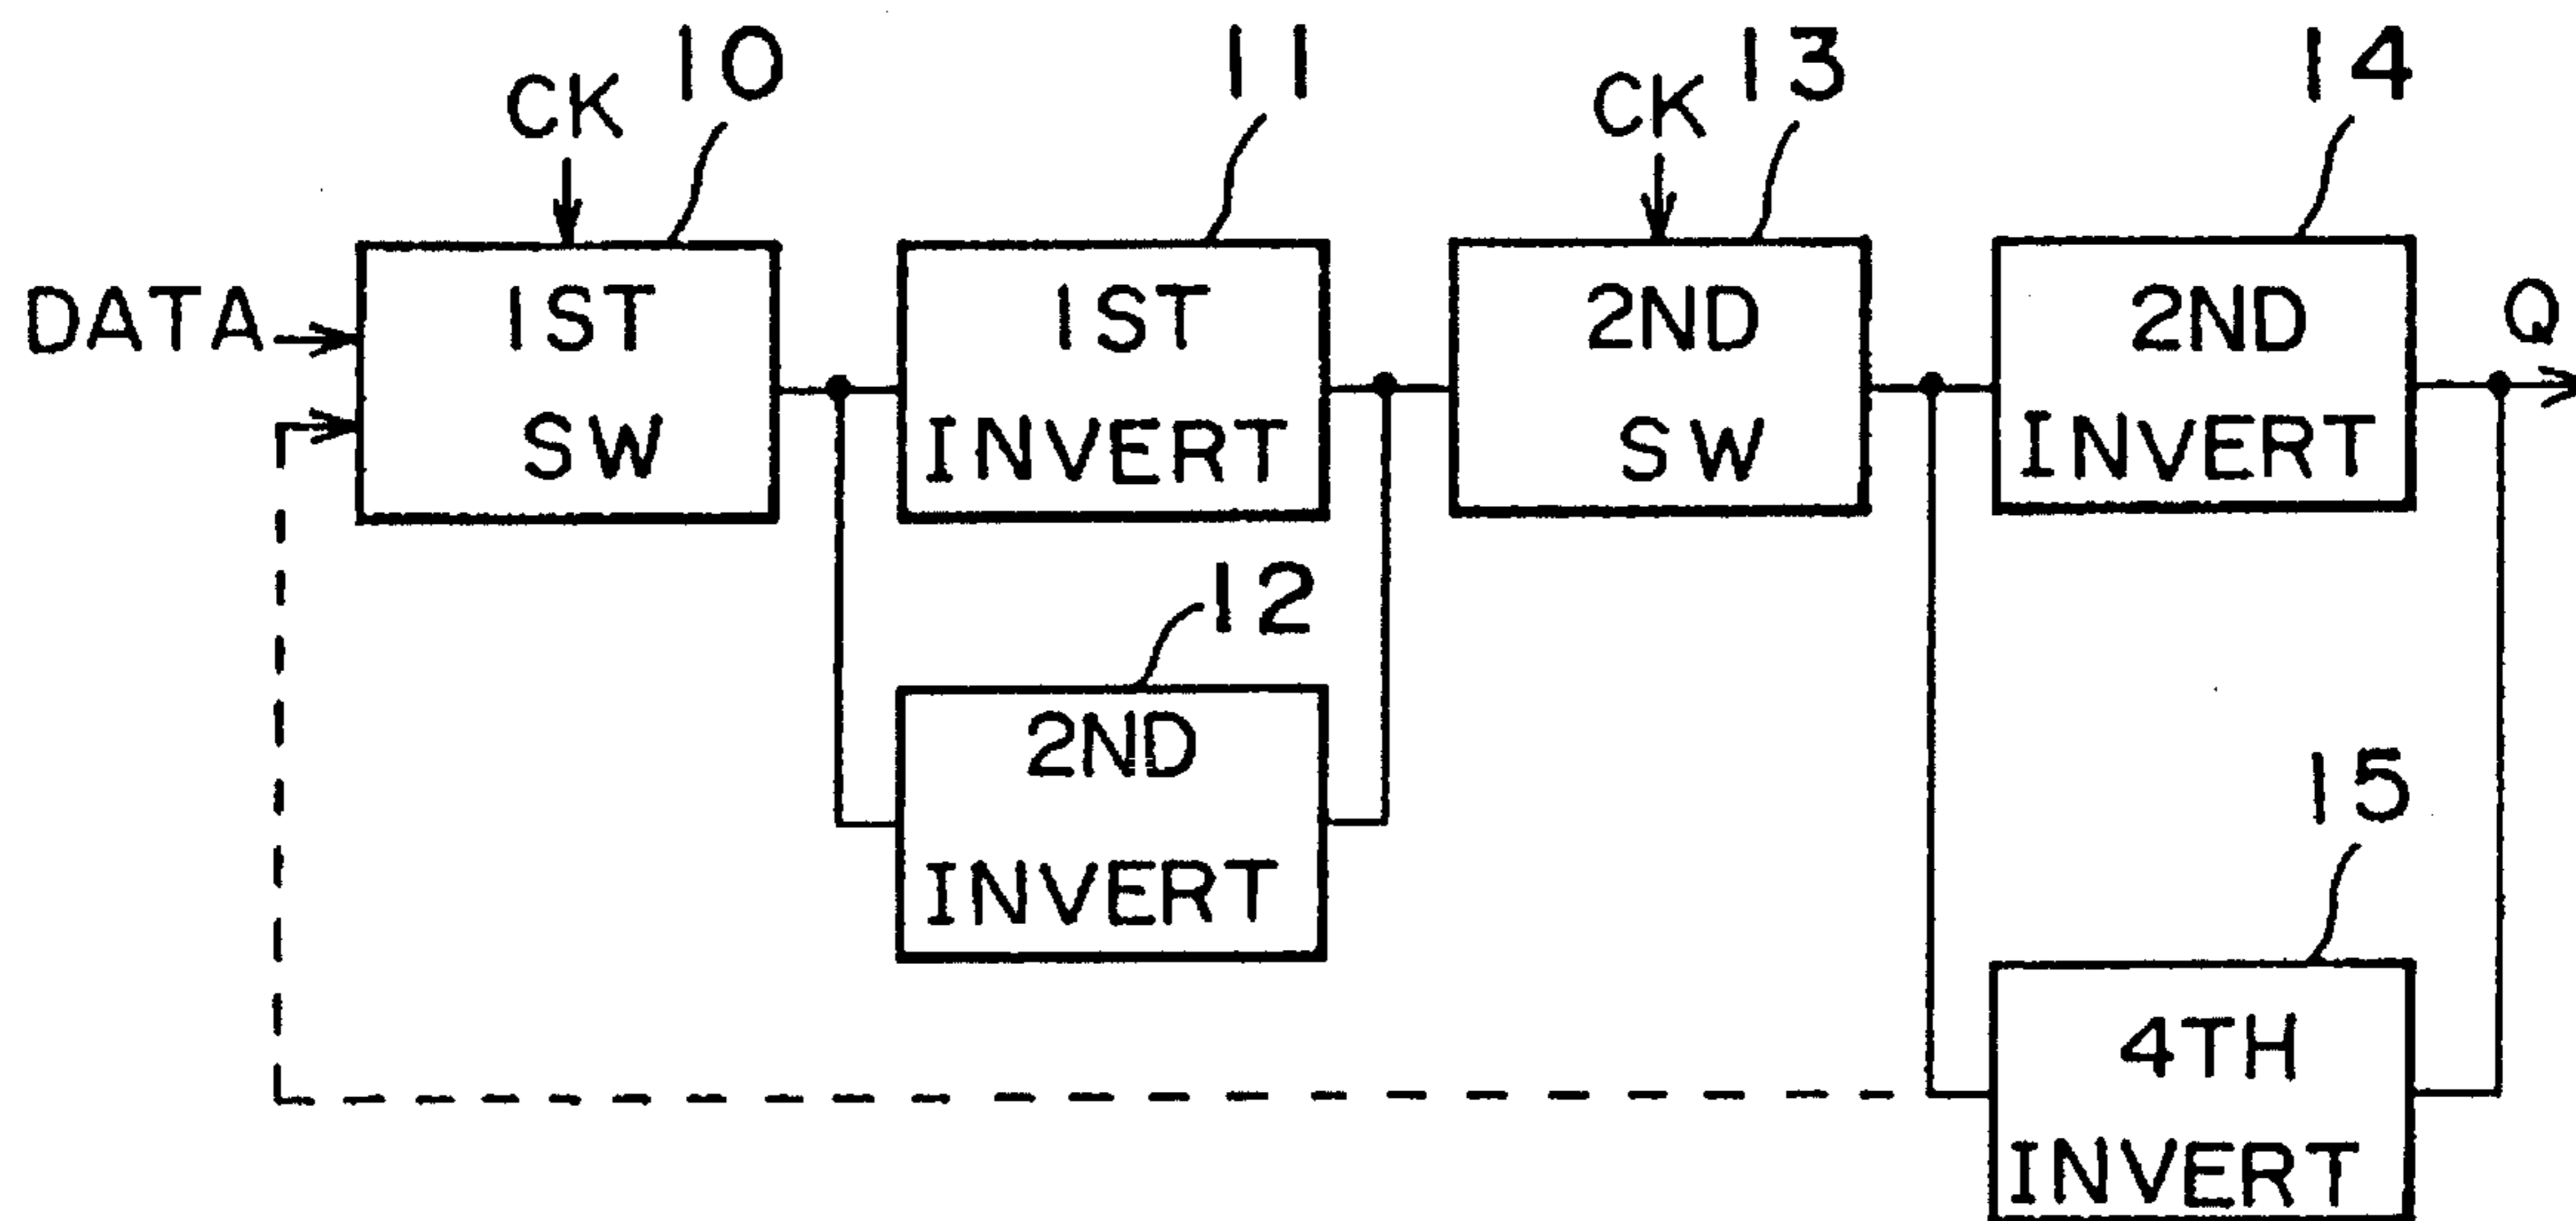 10
11
13
14
CK
CK
DATA
1ST
SW
1ST
INVERT
2ND
SW
2ND
INVERT
Q
12
2ND
INVERT
15
4TH
INVERT